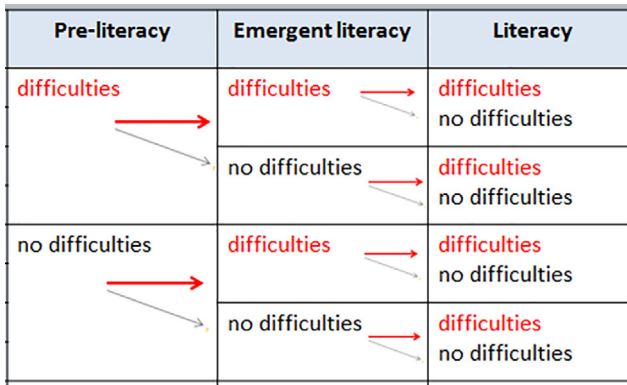 Pre-literacy Emergent literacy Literacy
difficulties difficulties difficulties
no difficulties
no difficulties difficulties
no difficulties
no difficulties difficulties difficulties
no difficulties
no difficulties difficulties
no difficulties